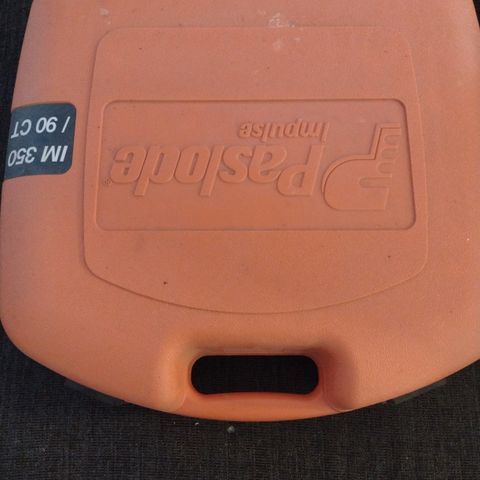 Paslode®
Impulse
IM 350
/ 90 CT